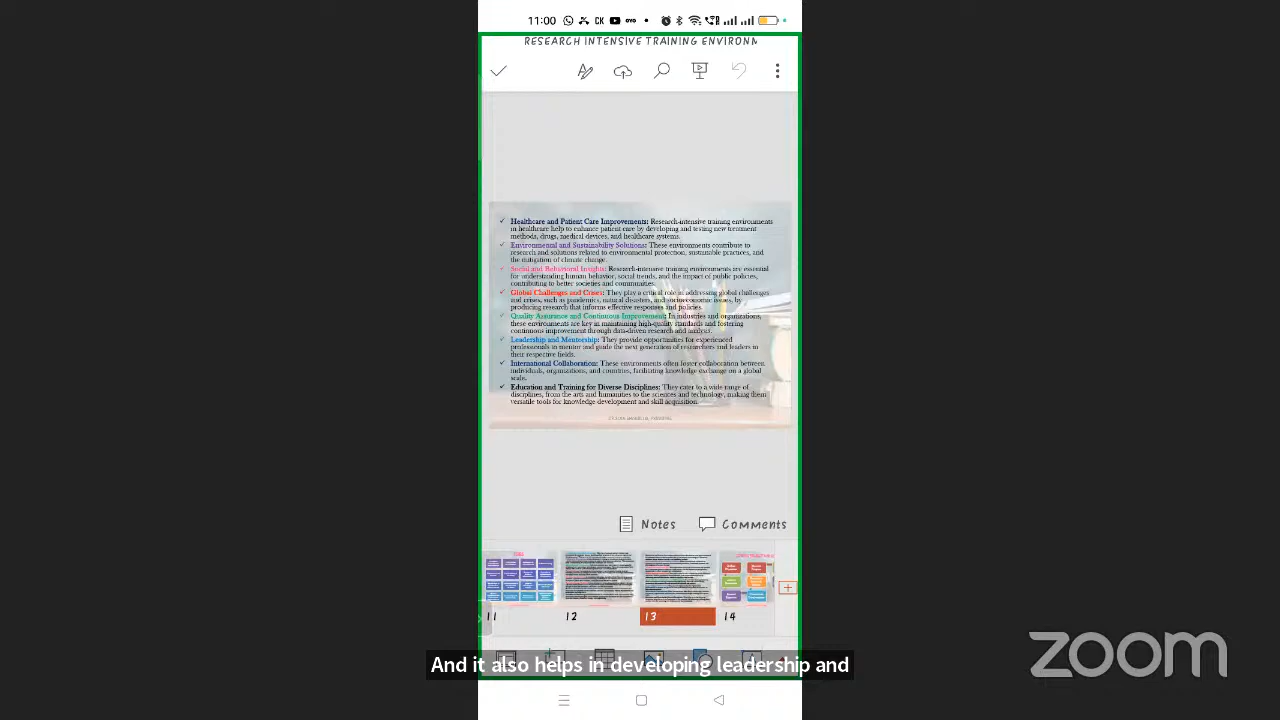 11:00 CK OYO
RESEARCH INTENSIVE TRAINING ENVIRONM
✓ Healthcare and Patient Care Improvements: Research-intensive training environments
in healthcare help to enhance patient care by developing and testing new treatment
methods, drugs, medical devices, and healthcare systems.
✓ Environmental and Sustainability Solutions: These environments contribute to
research and solutions related to environmental protection, sustainable practices, and
the mitigation of climate change.
✓ Social and Behavioral Insights: Research-intensive training environments are essential
for understanding human behavior, social trends, and the impact of public policies,
contributing to better societies and communities.
✓ Global Challenges and Crises: They play a critical role in addressing global challenges
and crises, such as pandemics, natural disasters, and socioeconomic issues, by
producing research that informs effective responses and policies.
✓ Quality Assurance and Continuous Improvement: In industries and organizations,
these environments are key in maintaining high-quality standards and fostering
continuous improvement through data-driven research and analysis.
✓ Leadership and Mentorship: They provide opportunities for experienced
professionals to mentor and guide the next generation of researchers and leaders in
their respective fields.
✓ International Collaboration: These environments often foster collaboration between
individuals, organizations, and countries, facilitating knowledge exchange on a global
scale.
✓ Education and Training for Diverse Disciplines: They cater to a wide range of
disciplines, from the arts and humanities to the sciences and technology, making them
versatile tools for knowledge development and skill acquisition.
Notes Comments
11 12 13 14
And it also helps in developing leadership and
zoom